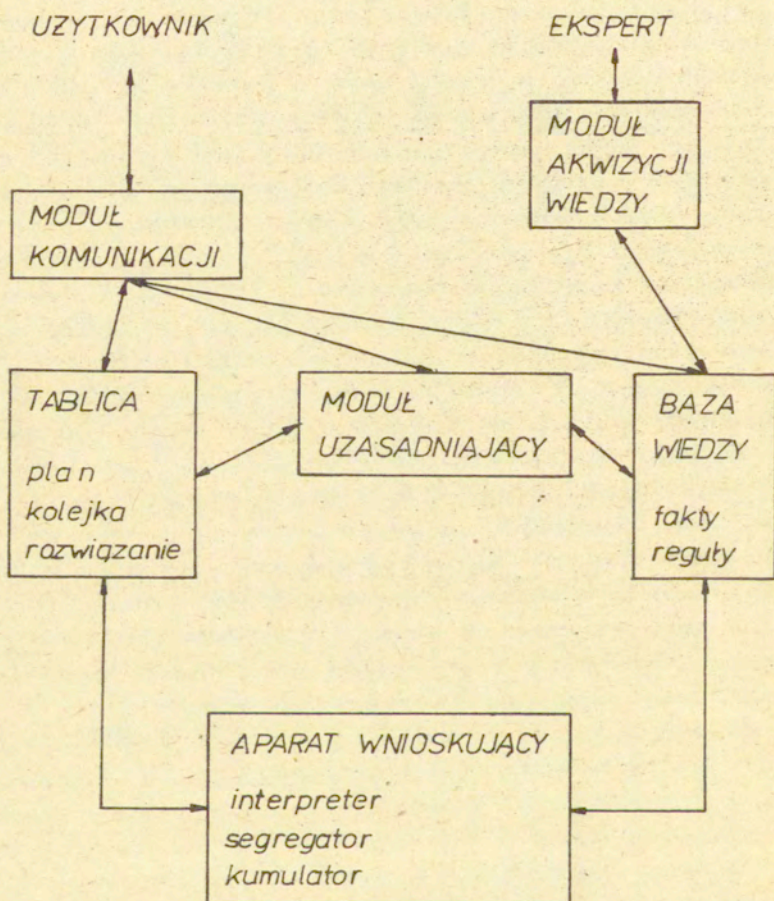 UŻYTKOWNIK
EKSPERT
MODUŁ
AKWIZYCJI
WIEDZY
MODUŁ
KOMUNIKACJI
TABLICA
plan
kolejka
rozwiązanie
MODUŁ
UZASADNIAJĄCY
BAZA
WIEDZY
fakty
reguły
APARAT WNIOSKUJĄCY
interpreter
segregator
kumulator